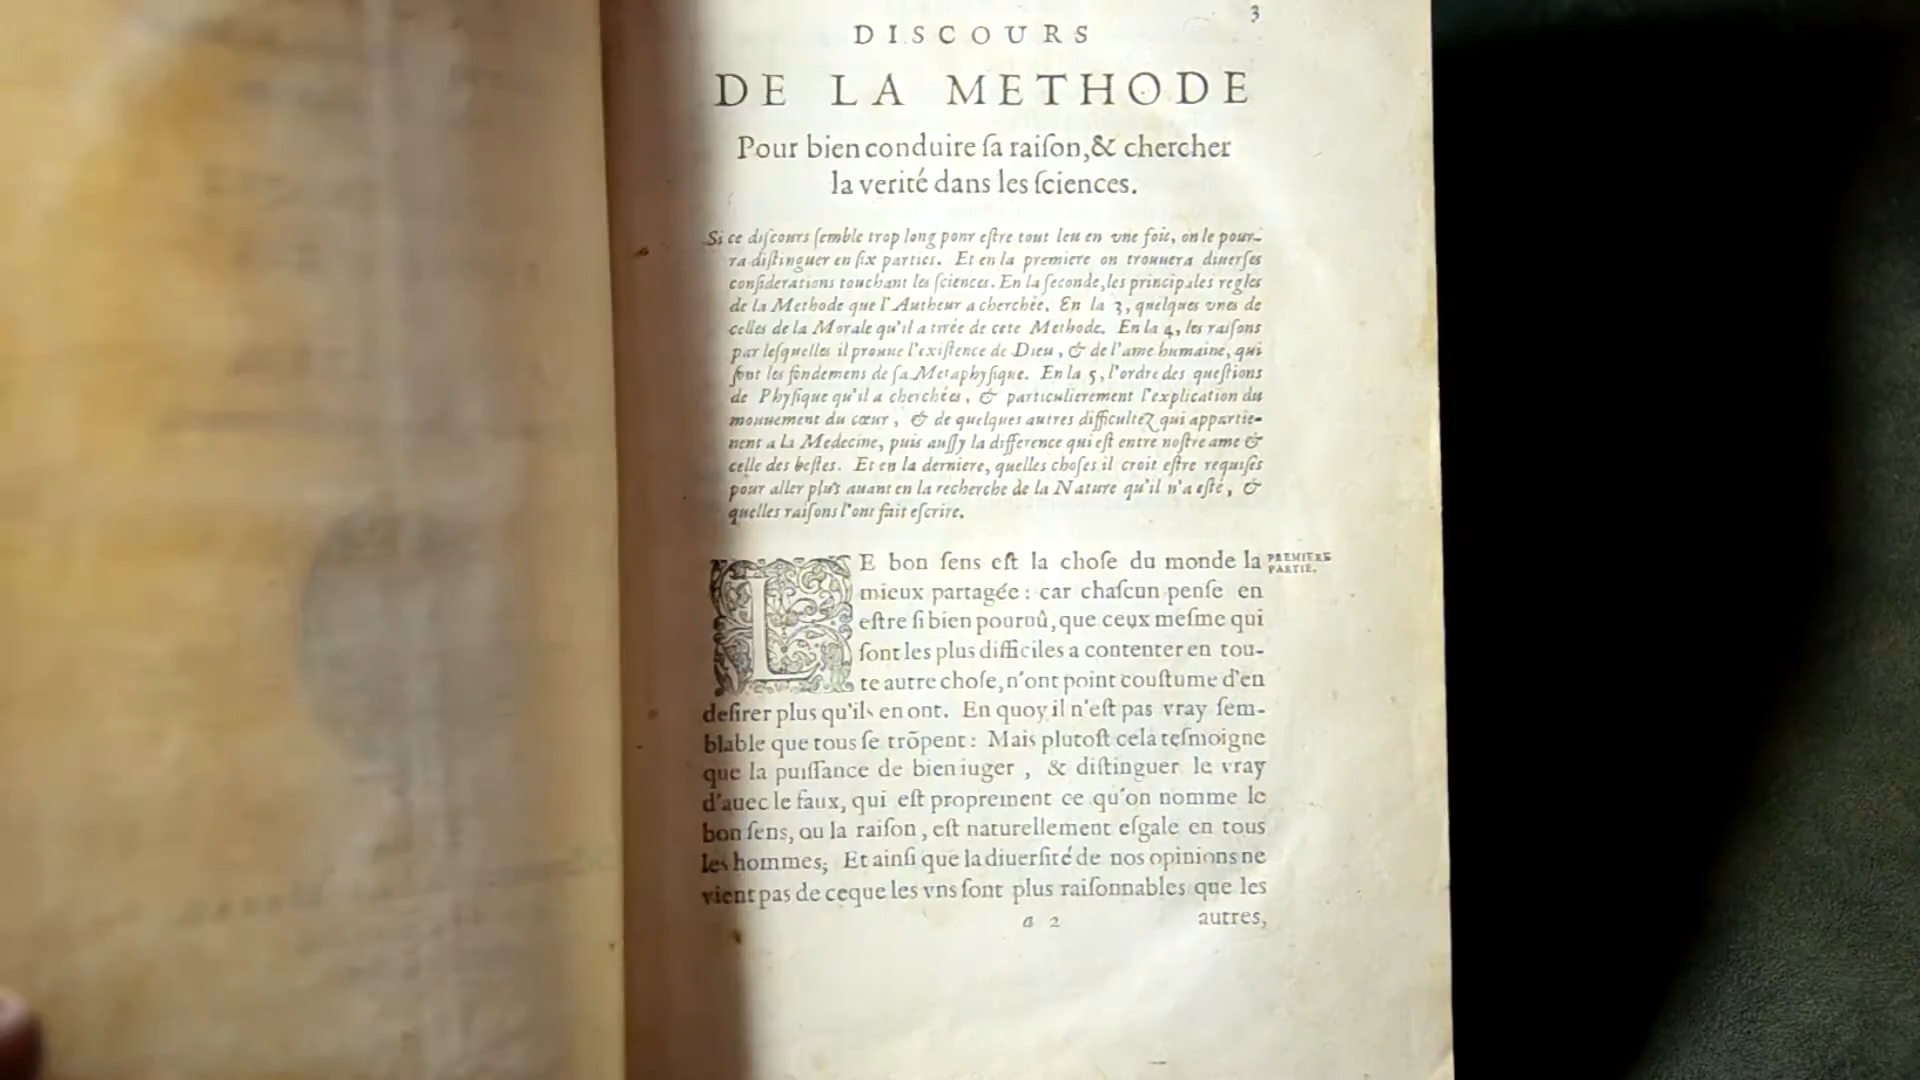 3
DISCOURS
DE LA METHODE
Pour bien conduire ſa raiſon, & chercher
la verité dans les ſciences.
Si ce diſcours ſemble trop long pour eſtre tout leu en vne fois, on le pour-
ra diſtinguer en ſix parties. Et en la premiere on trouuera diuerſes
conſiderations touchant les ſciences. En la ſeconde, les principales regles
de la Methode que l'Autheur a cherchée. En la 3, quelques vnes de
celles de la Morale qu'il a tirée de cete Methode. En la 4, les raiſons
par leſquelles il prouue l'exiſtence de Dieu, & de l'ame humaine, qui
ſont les fondemens de ſa Metaphyſique. En la 5, l'ordre des queſtions
de Phyſique qu'il a cherchées, & particulierement l'explication du
mouuement du cœur, & de quelques autres difficultez qui appartie-
nent a la Medecine, puis auſſy la difference qui eſt entre noſtre ame &
celle des beſtes. Et en la derniere, quelles choſes il croit eſtre requiſes
pour aller plus auant en la recherche de la Nature qu'il n'a eſté, &
quelles raiſons l'ont fait eſcrire.
LE bon ſens eſt la choſe du monde la
PREMIERE
PARTIE.
mieux partagée : car chaſcun penſe en
eſtre ſi bien pouruû, que ceux meſme qui
ſont les plus difficiles a contenter en tou-
te autre choſe, n'ont point couſtume d'en
deſirer plus qu'ils en ont. En quoy il n'eſt pas vray ſem-
blable que tous ſe trõpent : Mais plutoſt cela teſmoigne
que la puiſſance de bien iuger, & diſtinguer le vray
d'auec le faux, qui eſt proprement ce qu'on nomme le
bon ſens, ou la raiſon, eſt naturellement eſgale en tous
les hommes; Et ainſi que la diuerſité de nos opinions ne
vient pas de ce que les vns ſont plus raiſonnables que les
a 2
autres,